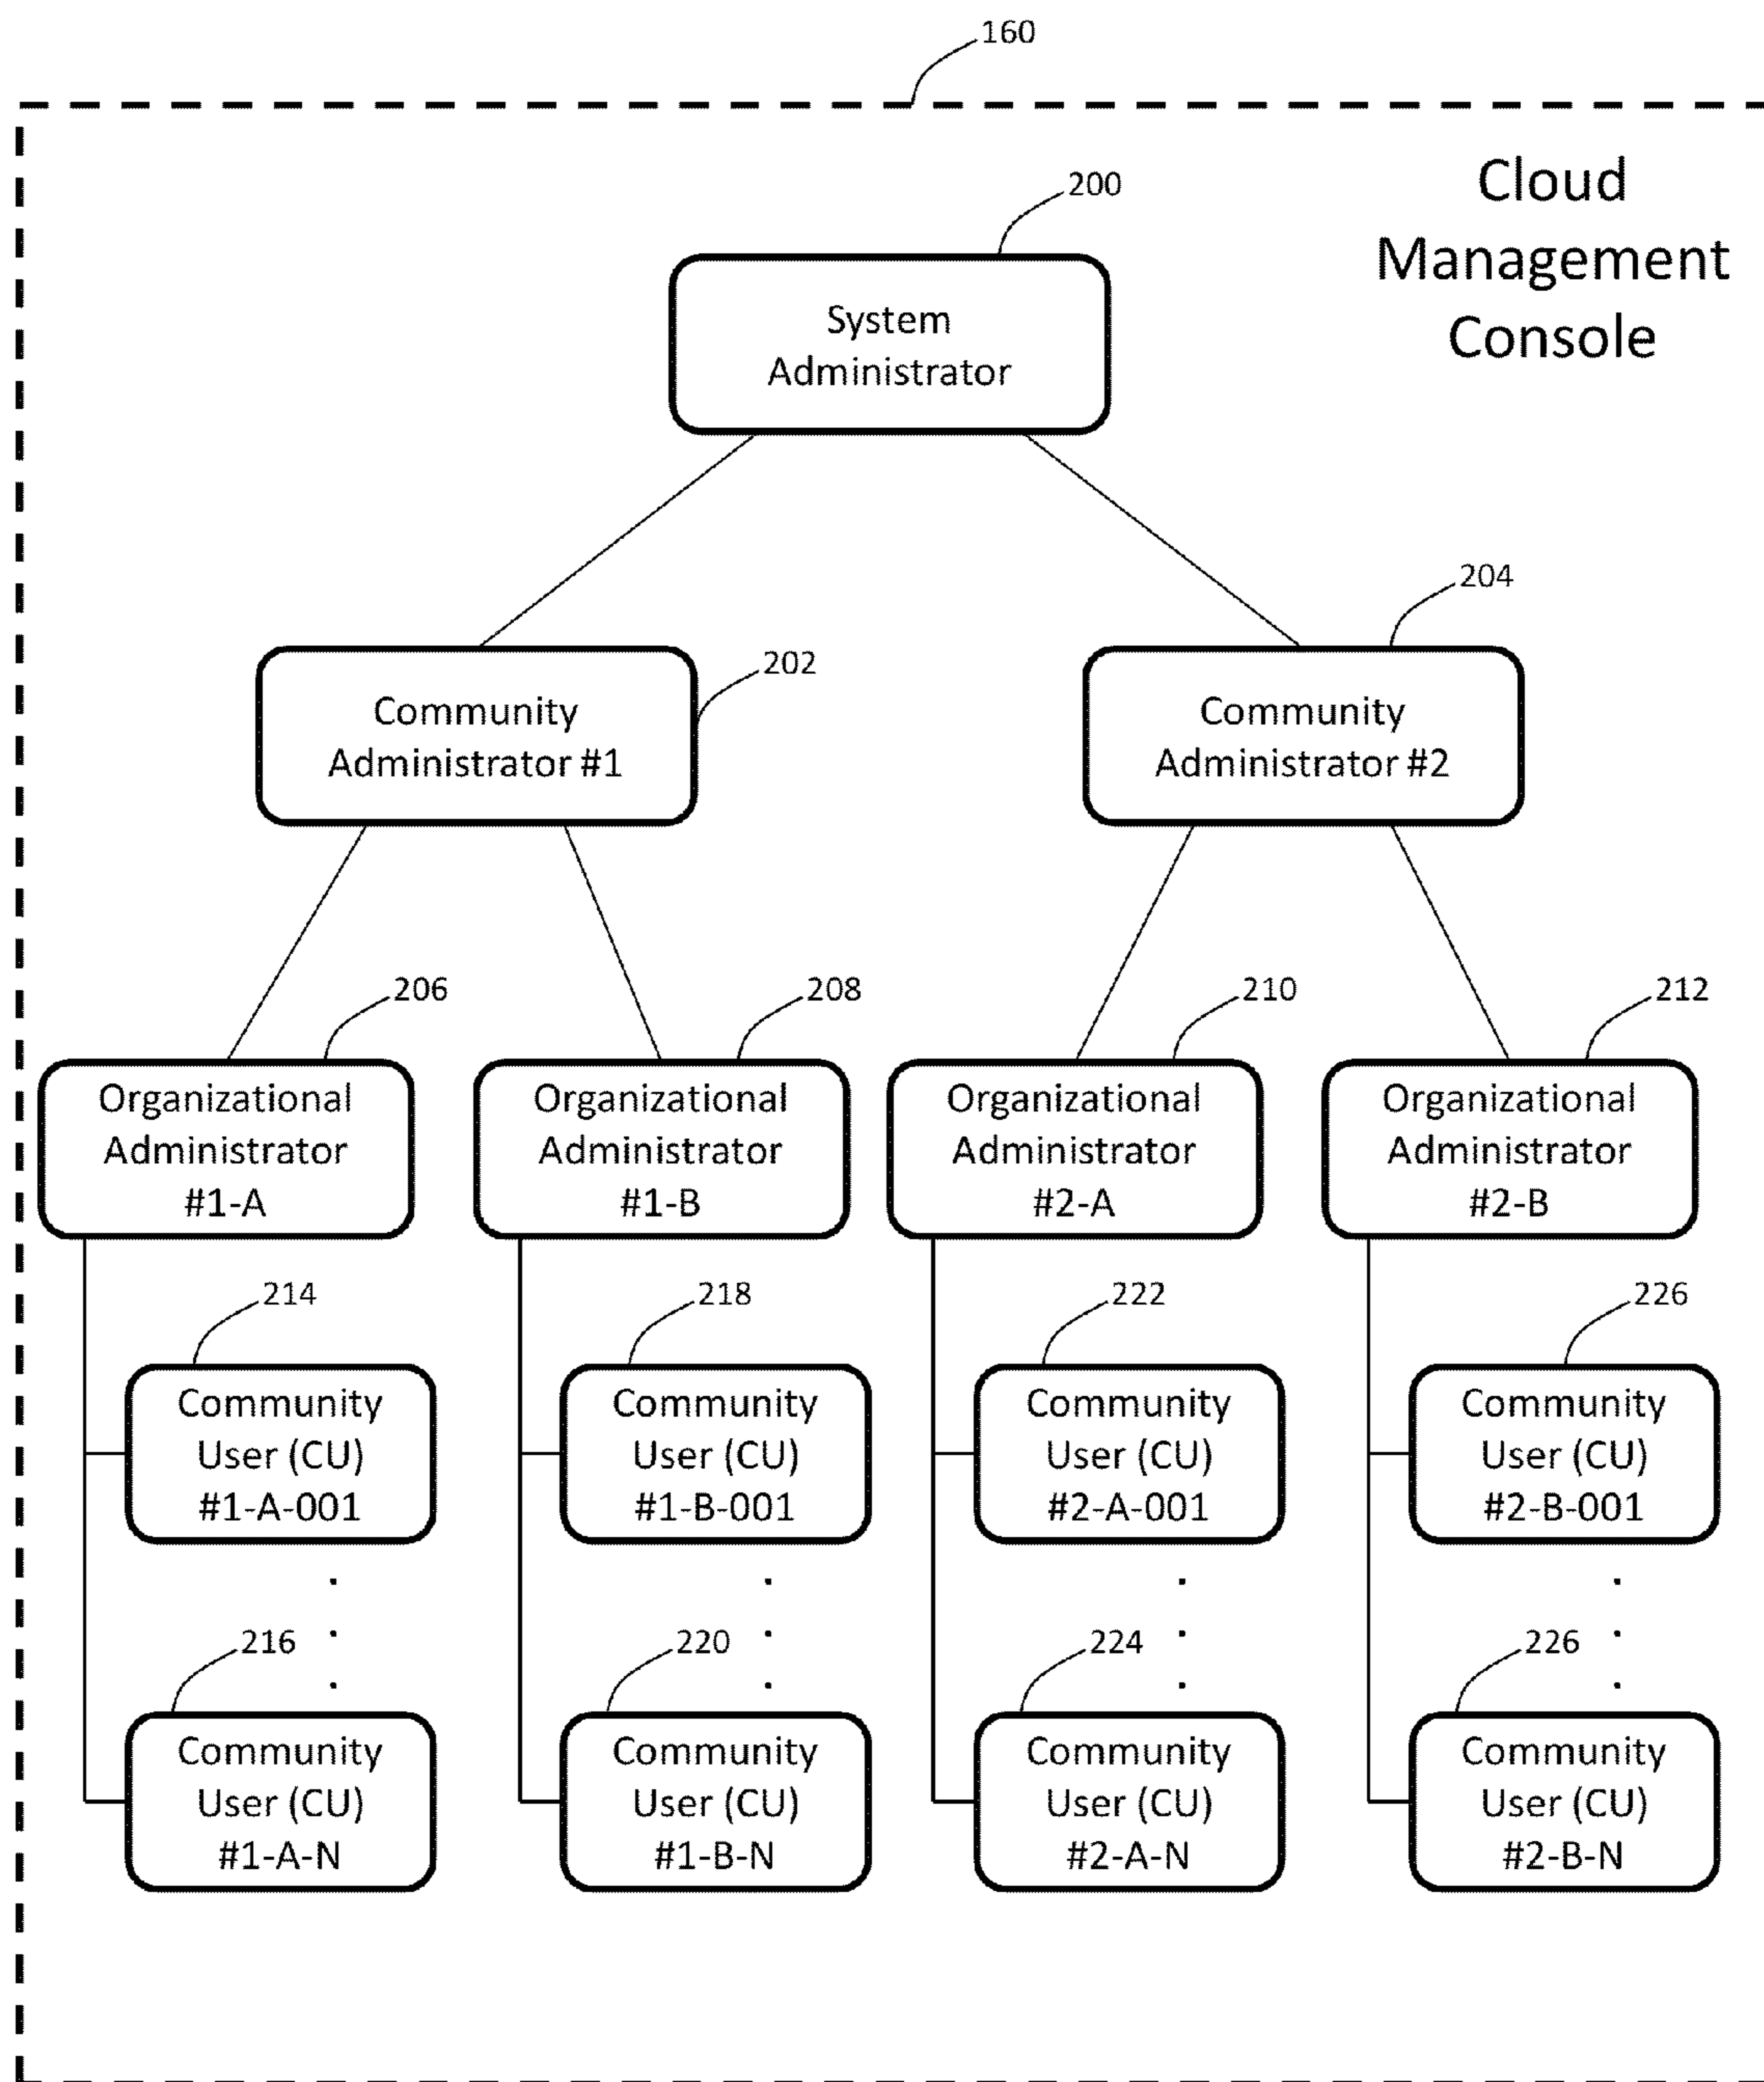 160
Cloud
Management
Console
200
System
Administrator
204
202
Community
Administrator #1
Community
Administrator #2
206
208
210
212
Organizational
Administrator
#1-A
Organizational
Administrator
#1-B
Organizational
Administrator
#2-A
Organizational
Administrator
#2-B
214
218
222
226
Community
User (CU)
#1-A-001
Community
User (CU)
#1-B-001
Community
User (CU)
#2-A-001
Community
User (CU)
#2-B-001
216
220
224
226
Community
User (CU)
#1-A-N
Community
User (CU)
#1-B-N
Community
User (CU)
#2-A-N
Community
User (CU)
#2-B-N